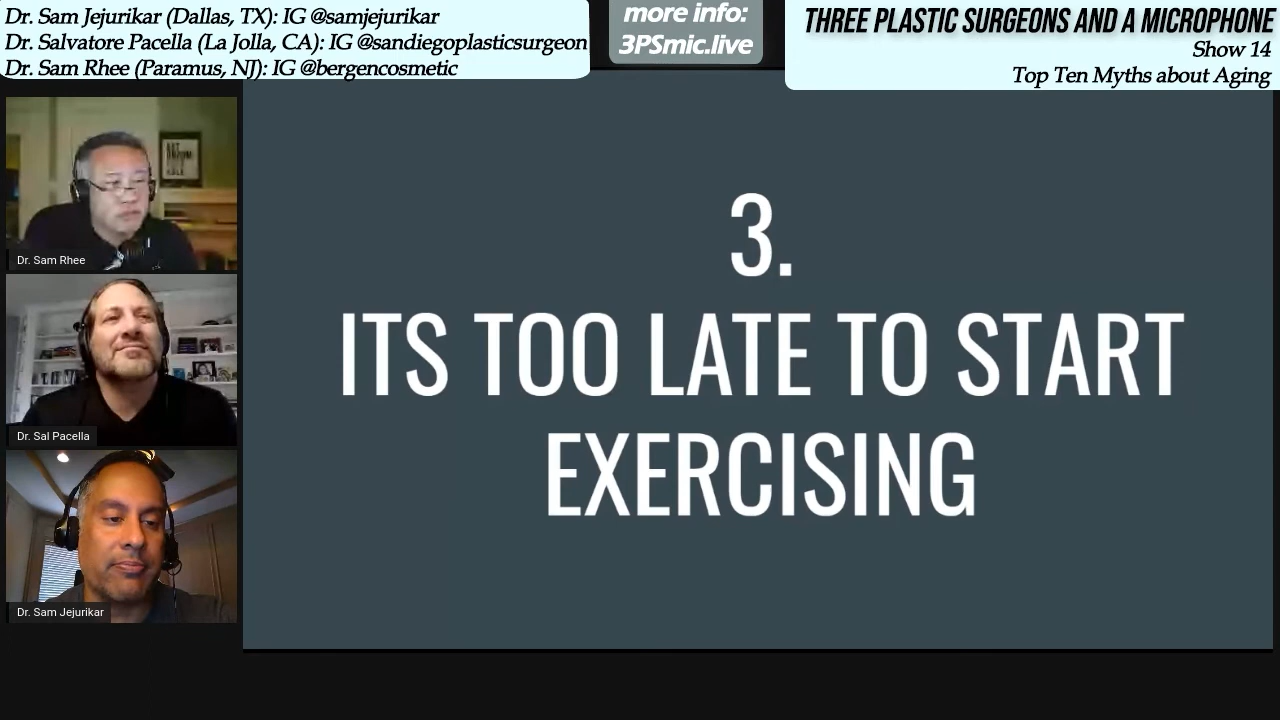 Dr. Sam Jejurikar (Dallas, TX): IG @samjejurikar
Dr. Salvatore Pacella (La Jolla, CA): IG @sandiegoplasticsurgeon
Dr. Sam Rhee (Paramus, NJ): IG @bergencosmetic
more info:
3PSmic.live
THREE PLASTIC SURGEONS AND A MICROPHONE
Show 14
Top Ten Myths about Aging
Dr. Sam Rhee
Dr. Sal Pacella
Dr. Sam Jejurikar
3.
ITS TOO LATE TO START
EXERCISING